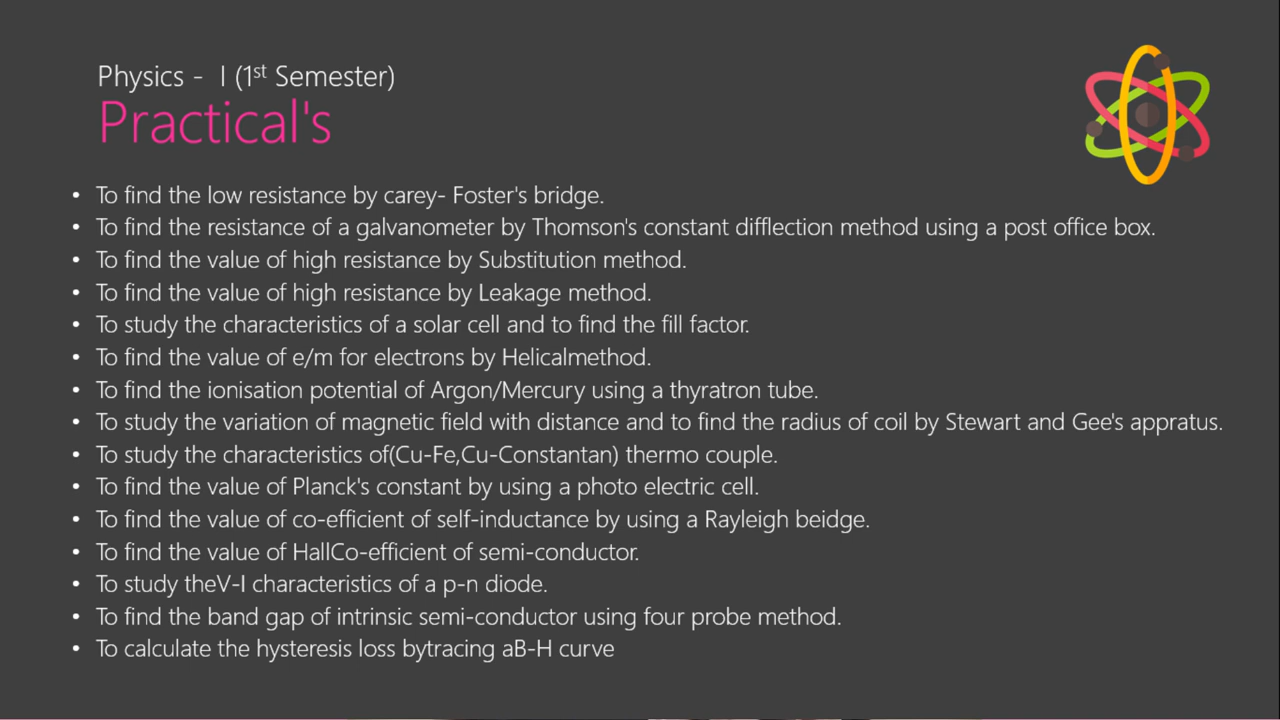 Physics - I (1st Semester)
Practical's
• To find the low resistance by carey- Foster's bridge.
• To find the resistance of a galvanometer by Thomson's constant difflection method using a post office box.
• To find the value of high resistance by Substitution method.
• To find the value of high resistance by Leakage method.
• To study the characteristics of a solar cell and to find the fill factor.
• To find the value of e/m for electrons by Helicalmethod.
• To find the ionisation potential of Argon/Mercury using a thyratron tube.
• To study the variation of magnetic field with distance and to find the radius of coil by Stewart and Gee's appratus.
• To study the characteristics of(Cu-Fe,Cu-Constantan) thermo couple.
• To find the value of Planck's constant by using a photo electric cell.
• To find the value of co-efficient of self-inductance by using a Rayleigh beidge.
• To find the value of HallCo-efficient of semi-conductor.
• To study theV-I characteristics of a p-n diode.
• To find the band gap of intrinsic semi-conductor using four probe method.
• To calculate the hysteresis loss bytracing aB-H curve